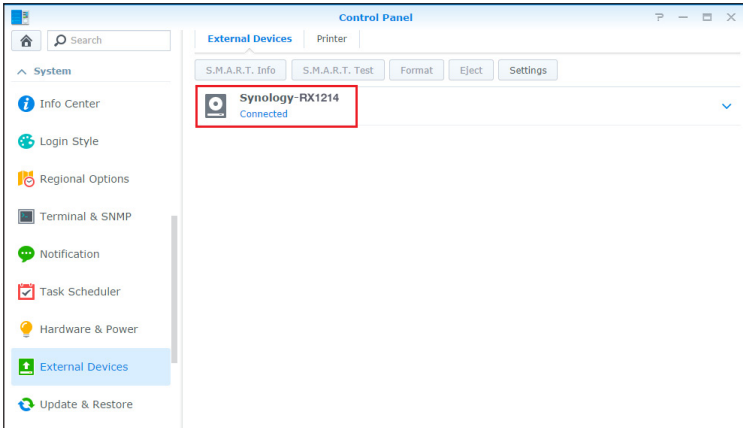 Control Panel
Search
System
Info Center
Login Style
Regional Options
Terminal & SNMP
Notification
Task Scheduler
Hardware & Power
External Devices
Update & Restore
External Devices Printer
S.M.A.R.T. Info S.M.A.R.T. Test Format Eject Settings
Synology-RX1214
Connected